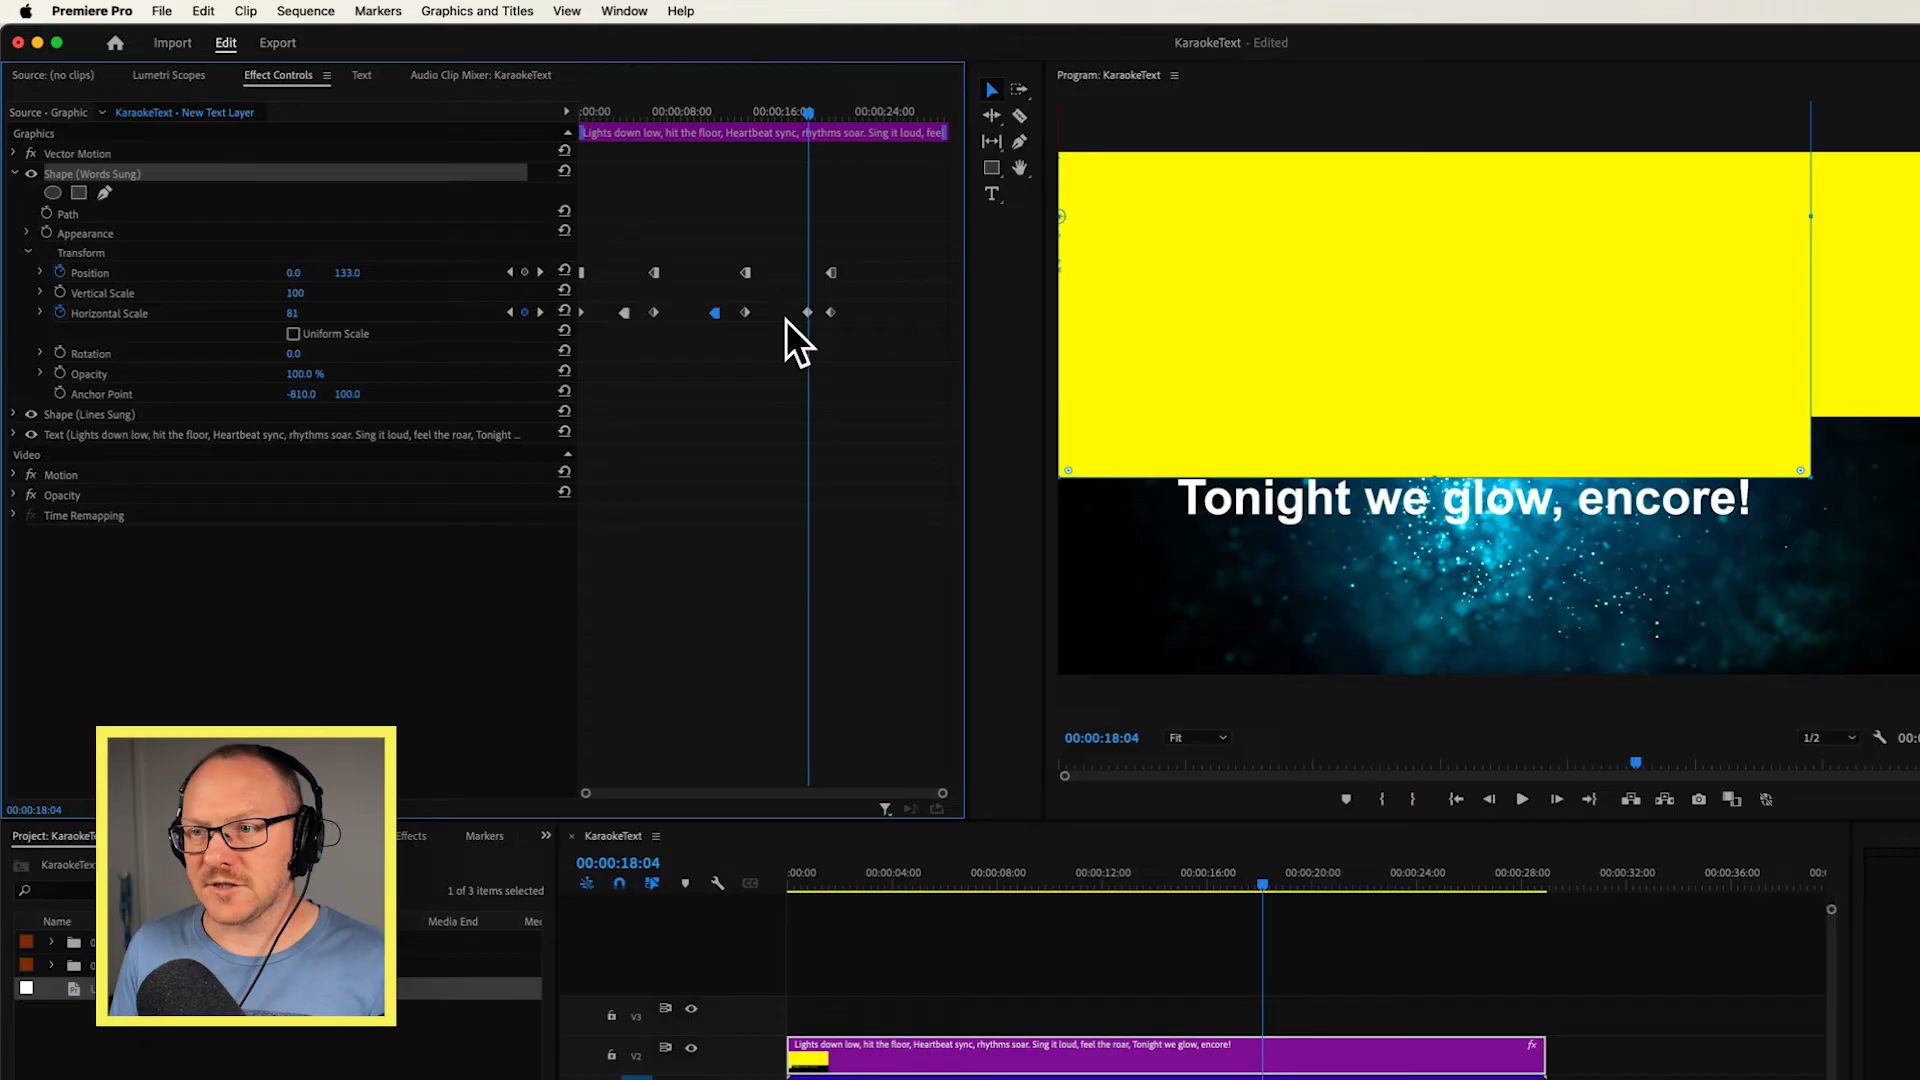 Premiere Pro File Edit Clip Sequence Markers Graphics and Titles View Window Help
Import Edit Export
KaraokeText - Edited
Source: (no clips) Lumetri Scopes Effect Controls Text Audio Clip Mixer: KaraokeText
Program: KaraokeText
Source · Graphic KaraokeText · New Text Layer
:00:00 00:00:08:00 00:00:16:00 00:00:24:00
Graphics
Lights down low, hit the floor, Heartbeat sync, rhythms soar. Sing it loud, feel
fx Vector Motion
Shape (Words Sung)
Path
Appearance
Transform
Position 0.0 133.0
Vertical Scale 100
Horizontal Scale 81
Uniform Scale
Rotation 0.0
Opacity 100.0 %
Anchor Point -810.0 100.0
Shape (Lines Sung)
Text (Lights down low, hit the floor, Heartbeat sync, rhythms soar. Sing it loud, feel the roar, Tonight ...
Video
fx Motion
fx Opacity
fx Time Remapping
T
Tonight we glow, encore!
00:00:18:04 Fit 1/2 00:0
00:00:18:04
Project: KaraokeTe Effects Markers
KaraokeText
1 of 3 items selected
Name Media End Mec
KaraokeText
00:00:18:04
:00:00 00:00:04:00 00:00:08:00 00:00:12:00 00:00:16:00 00:00:20:00 00:00:24:00 00:00:28:00 00:00:32:00 00:00:36:00
V3
V2
Lights down low, hit the floor, Heartbeat sync, rhythms soar. Sing it loud, feel the roar, Tonight we glow, encore! fx